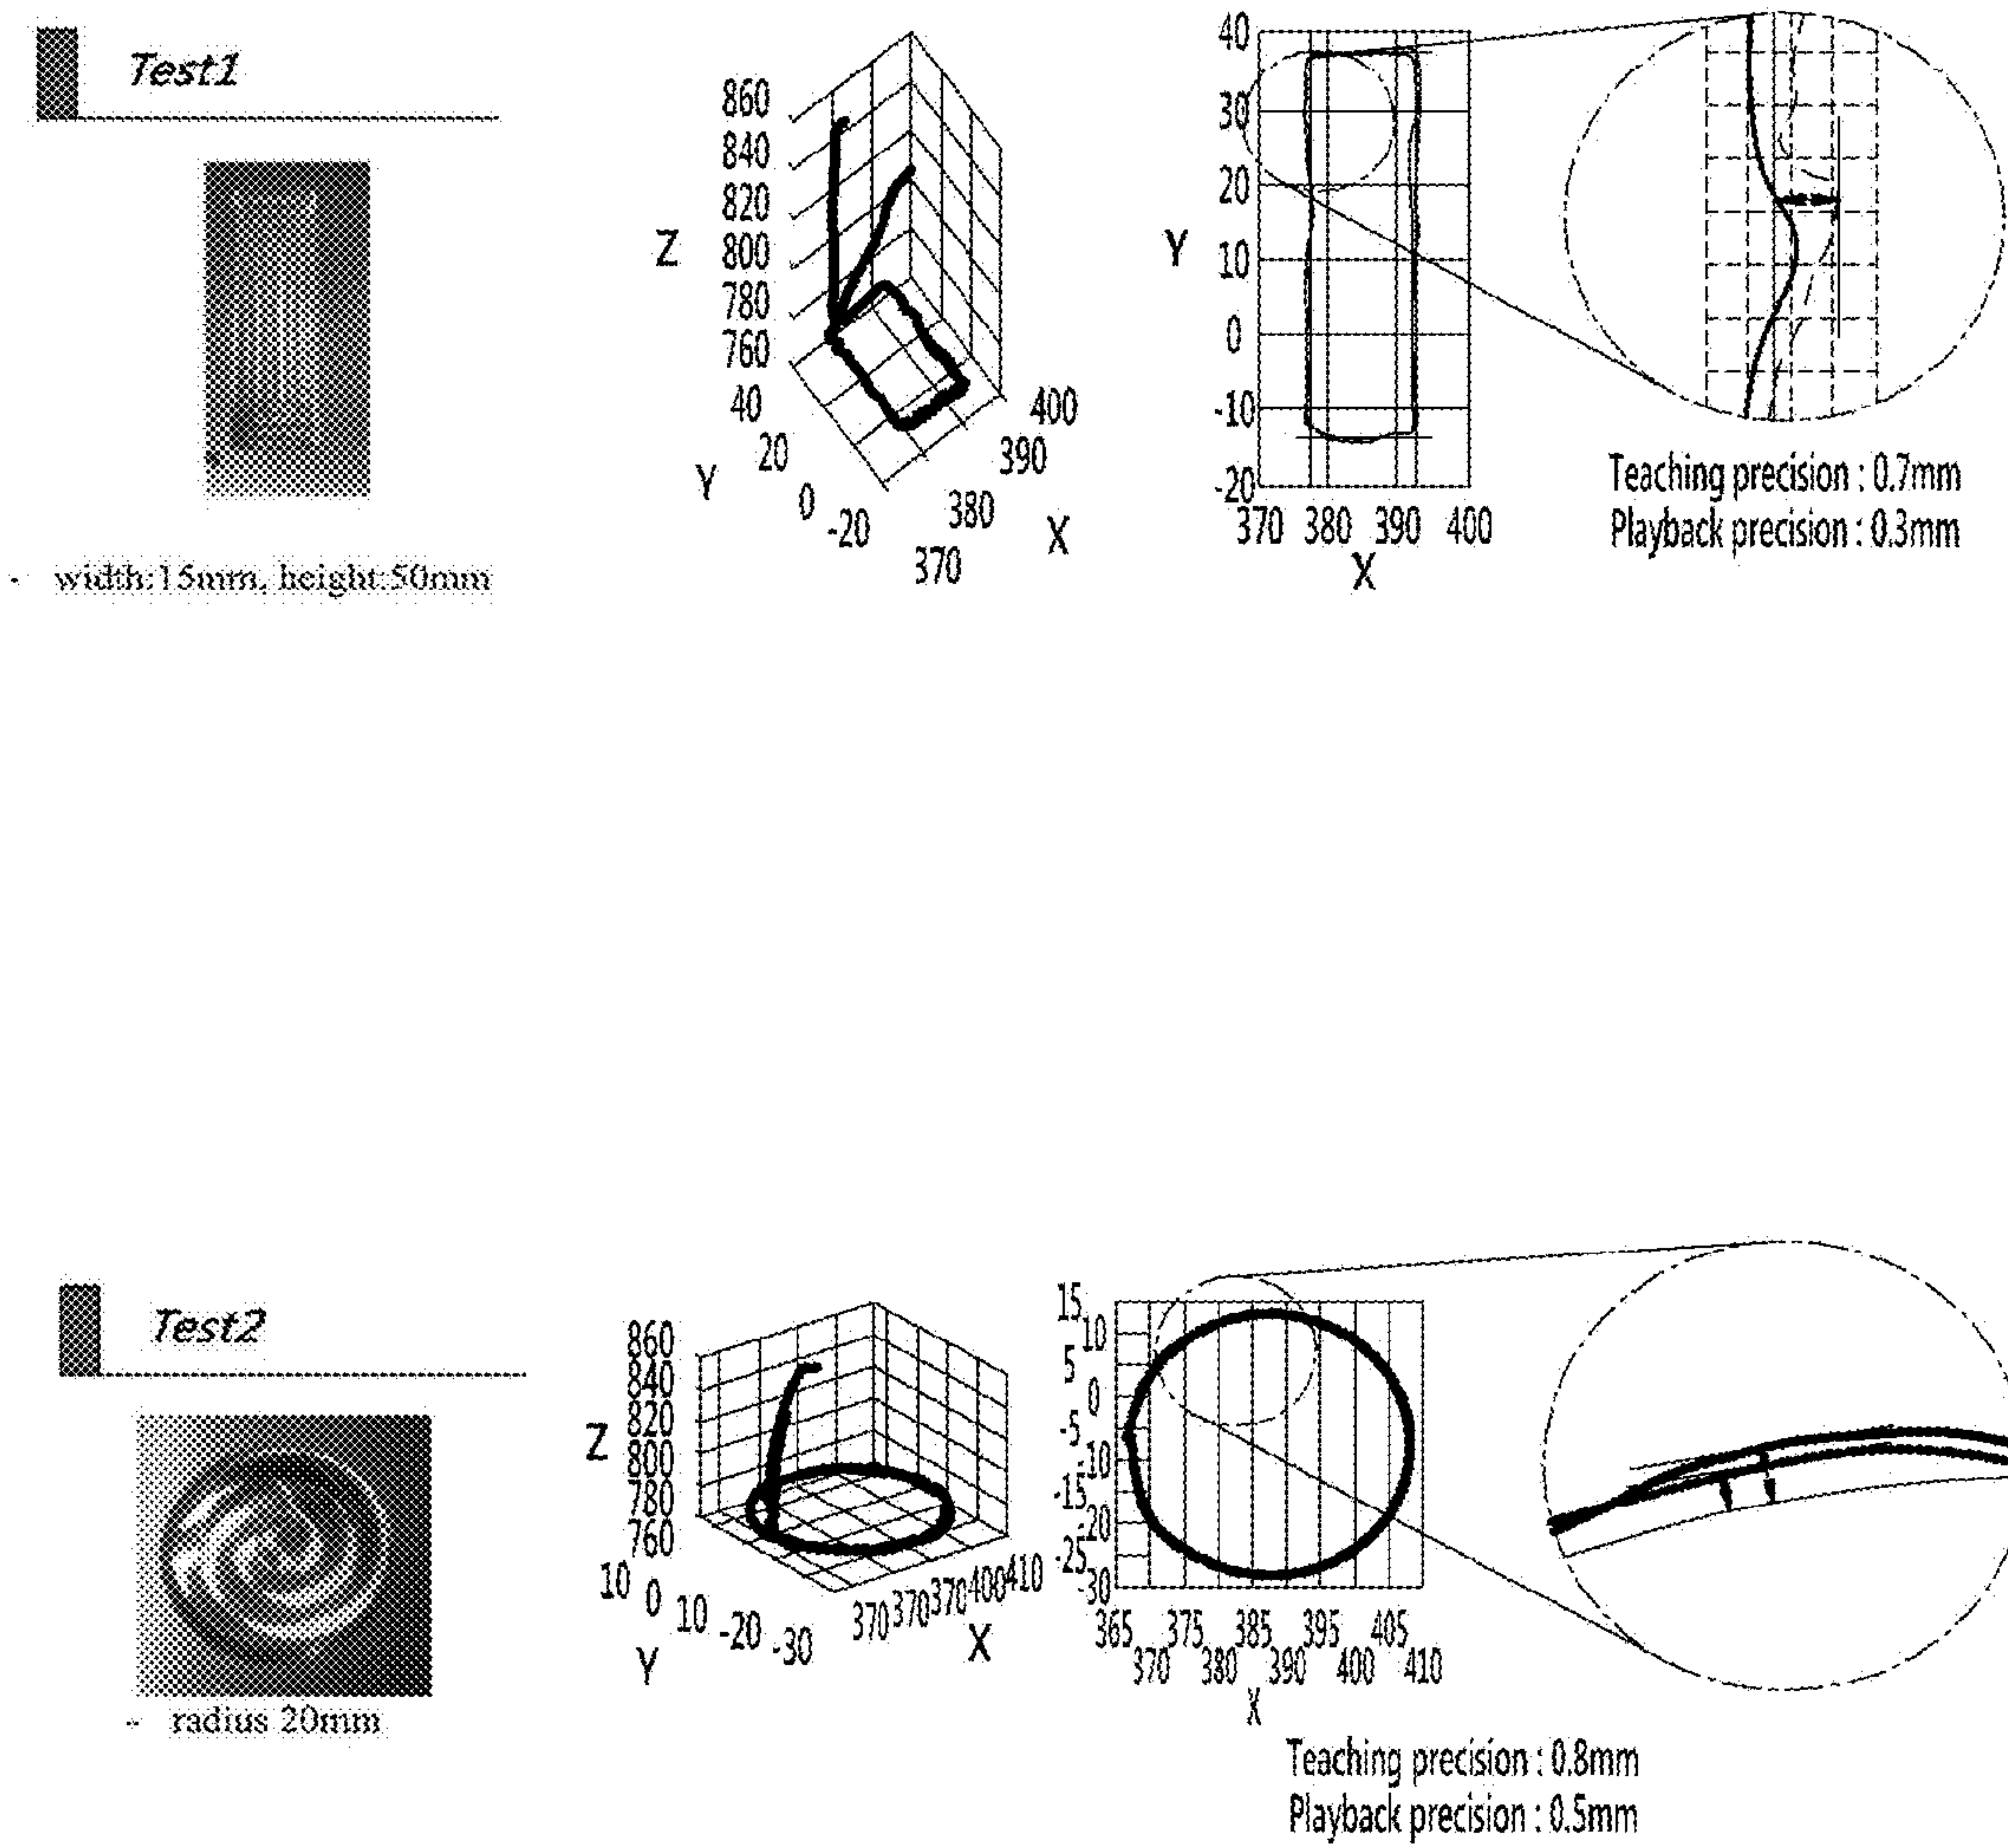 Test1
- width:15mm, height:50mm
Z
860
840
820
800
780
760
40
20
0
-20
Y
370
380
390
400
X
Y
40
30
20
10
0
-10
-20
370 380 390 400
X
Teaching precision : 0.7mm
Playback precision : 0.3mm
Test2
- radius 20mm
Z
860
840
820
800
780
760
10 0 10 -20 -30
Y
370 370 370 400 410
X
15
10
5
0
-5
-10
-15
-20
-25
-30
365 375 385 395 405
370 380 390 400 410
X
Teaching precision : 0.8mm
Playback precision : 0.5mm